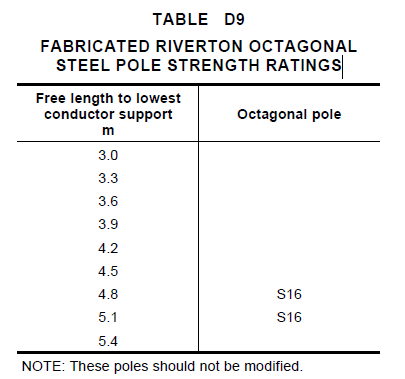 TABLE D9
FABRICATED RIVERTON OCTAGONAL
STEEL POLE STRENGTH RATINGS
Free length to lowest
conductor support
m
Octagonal pole
3.0
3.3
3.6
3.9
4.2
4.5
4.8 S16
5.1 S16
5.4
NOTE: These poles should not be modified.